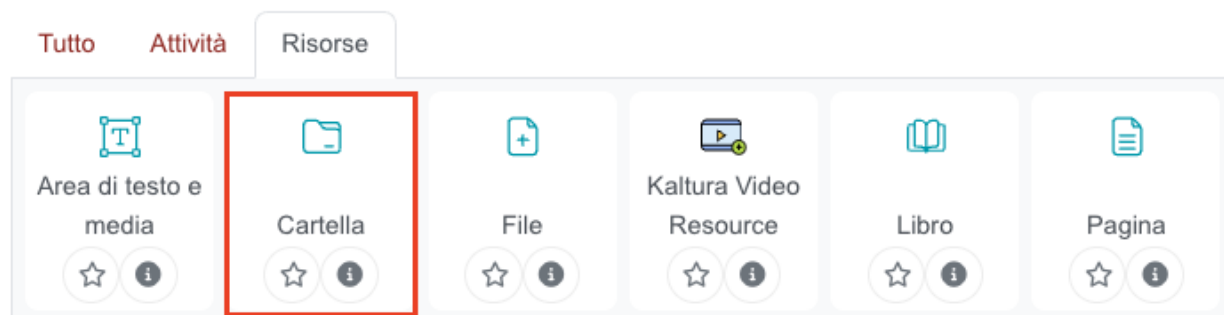 Tutto Attività Risorse
Area di testo e media
Cartella
File
Kaltura Video Resource
Libro
Pagina